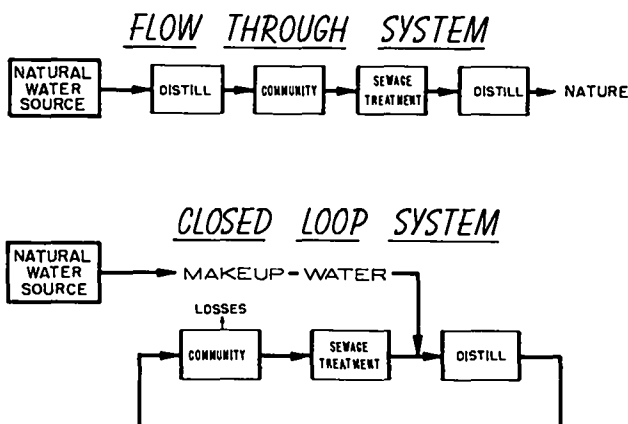 FLOW THROUGH SYSTEM
NATURAL
WATER
SOURCE
DISTILL
COMMUNITY
SEWAGE
TREATMENT
DISTILL
NATURE
CLOSED LOOP SYSTEM
NATURAL
WATER
SOURCE
MAKEUP-WATER
LOSSES
COMMUNITY
SEWAGE
TREATMENT
DISTILL